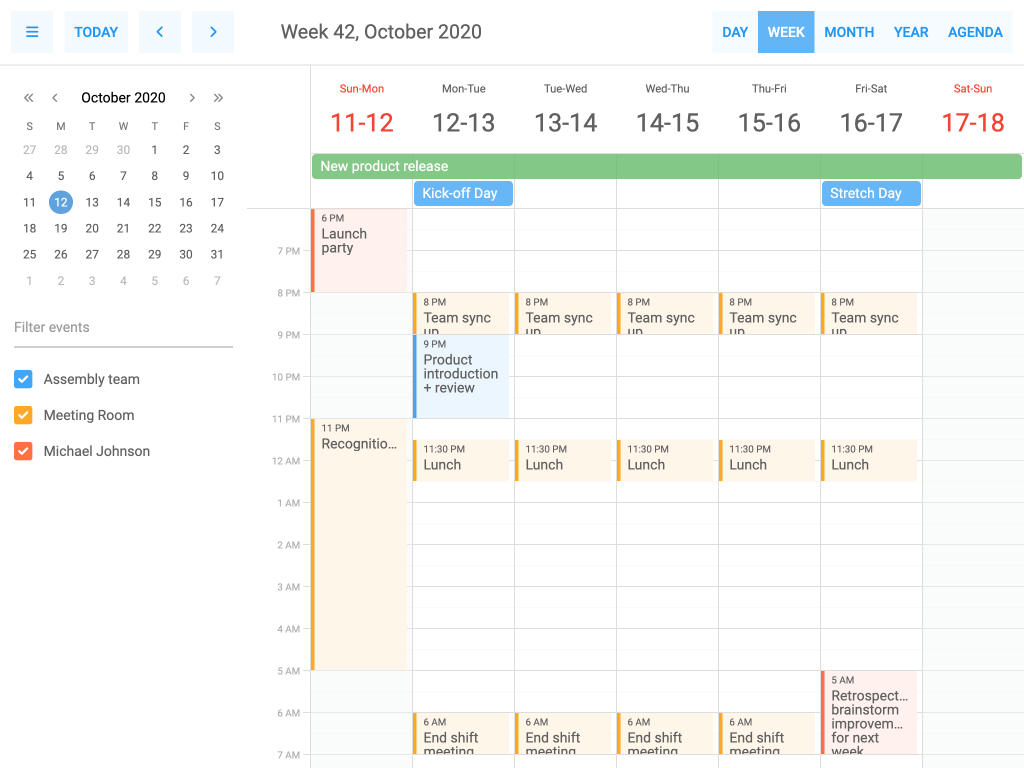 TODAY
Week 42, October 2020
DAY WEEK MONTH YEAR AGENDA
October 2020
S M T W T F S
27 28 29 30 1 2 3
4 5 6 7 8 9 10
11 12 13 14 15 16 17
18 19 20 21 22 23 24
25 26 27 28 29 30 31
1 2 3 4 5 6 7
Filter events
Assembly team
Meeting Room
Michael Johnson
Sun-Mon Mon-Tue Tue-Wed Wed-Thu Thu-Fri Fri-Sat Sat-Sun
11-12 12-13 13-14 14-15 15-16 16-17 17-18
New product release
Kick-off Day Stretch Day
6 PM
Launch
party
7 PM
8 PM
8 PM 8 PM 8 PM 8 PM 8 PM
Team sync Team sync Team sync Team sync Team sync
up up up up up
9 PM
9 PM
Product
introduction
+ review
10 PM
11 PM
11 PM
Recognitio...
11:30 PM 11:30 PM 11:30 PM 11:30 PM 11:30 PM
Lunch Lunch Lunch Lunch Lunch
12 AM
1 AM
2 AM
3 AM
4 AM
5 AM
5 AM
Retrospect...
brainstorm
improvem...
for next
week
6 AM
6 AM 6 AM 6 AM 6 AM
End shift End shift End shift End shift
meeting meeting meeting meeting
7 AM